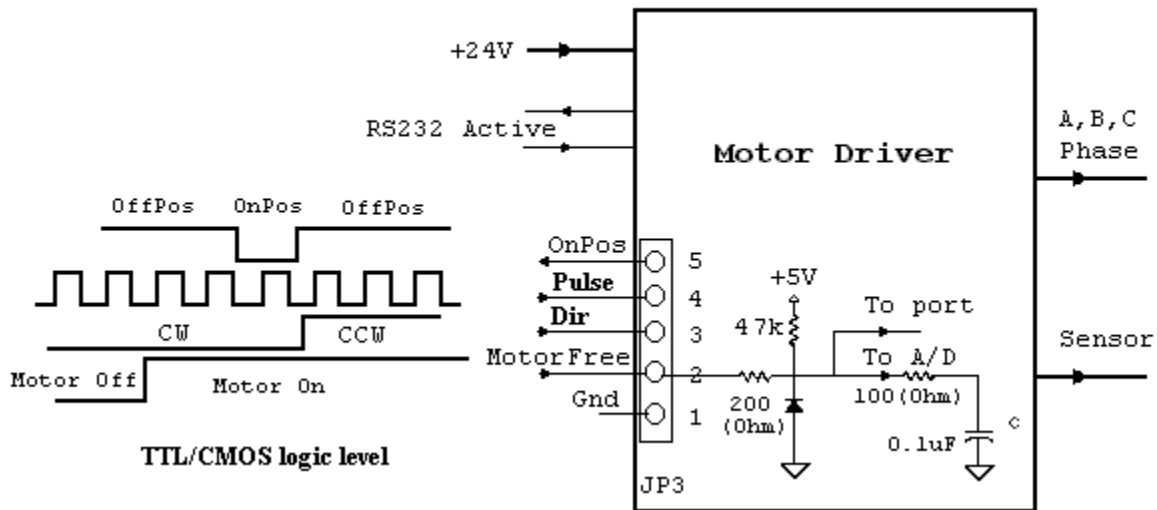 +24V
RS232 Active
Motor Driver
A,B,C
Phase
OffPos OnPos OffPos
OnPos 5
Pulse 4
Dir 3
MotorFree 2
Gnd 1
+5V
47k
To port
To A/D
200
(Ohm)
100(Ohm)
C
0.1uF
Sensor
CW CCW
Motor Off Motor On
TTL/CMOS logic level
JP3